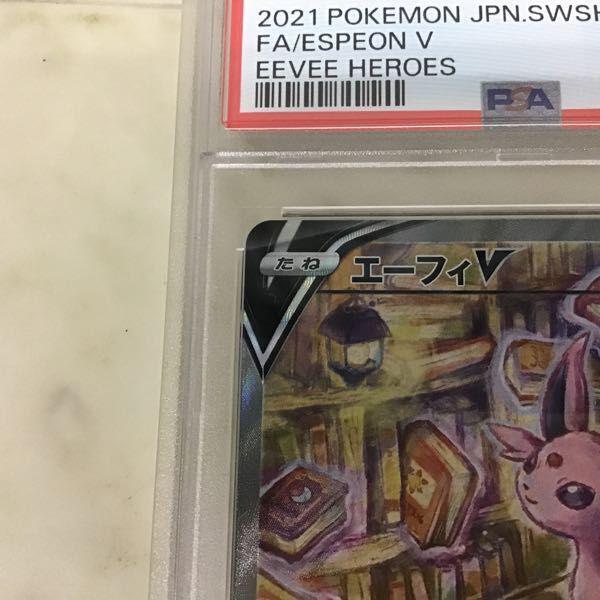 2021 POKEMON JPN.SWSH
FA/ESPEON V
EEVEE HEROES
PSA
たね
エーフィV